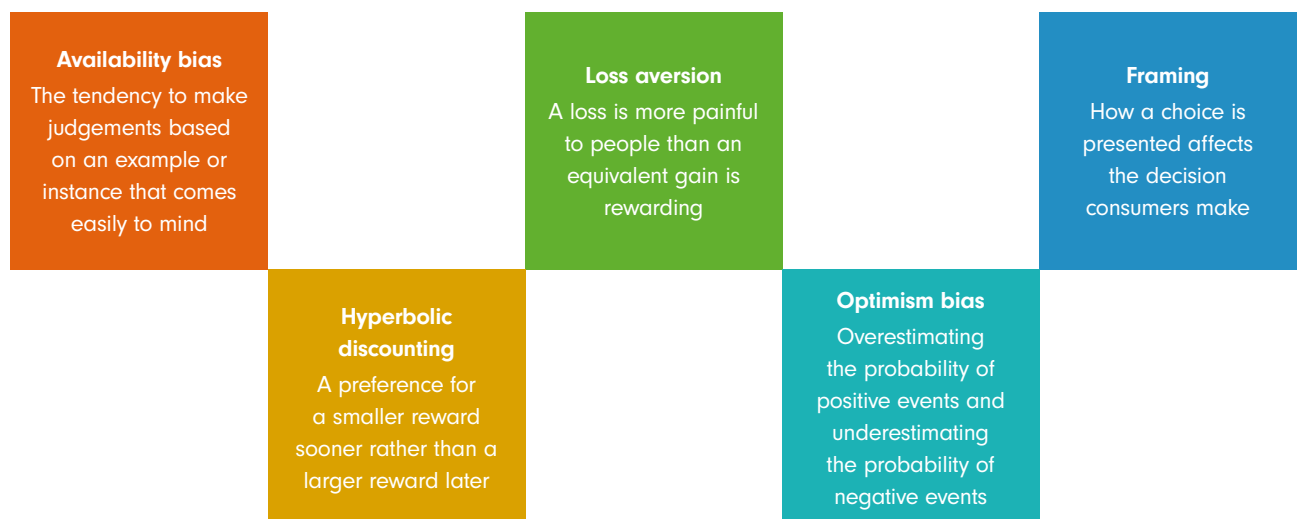 Availability bias
The tendency to make
judgements based
on an example or
instance that comes
easily to mind
Hyperbolic
discounting
A preference for
a smaller reward
sooner rather than a
larger reward later
Loss aversion
A loss is more painful
to people than an
equivalent gain is
rewarding
Optimism bias
Overestimating
the probability of
positive events and
underestimating
the probability of
negative events
Framing
How a choice is
presented affects
the decision
consumers make